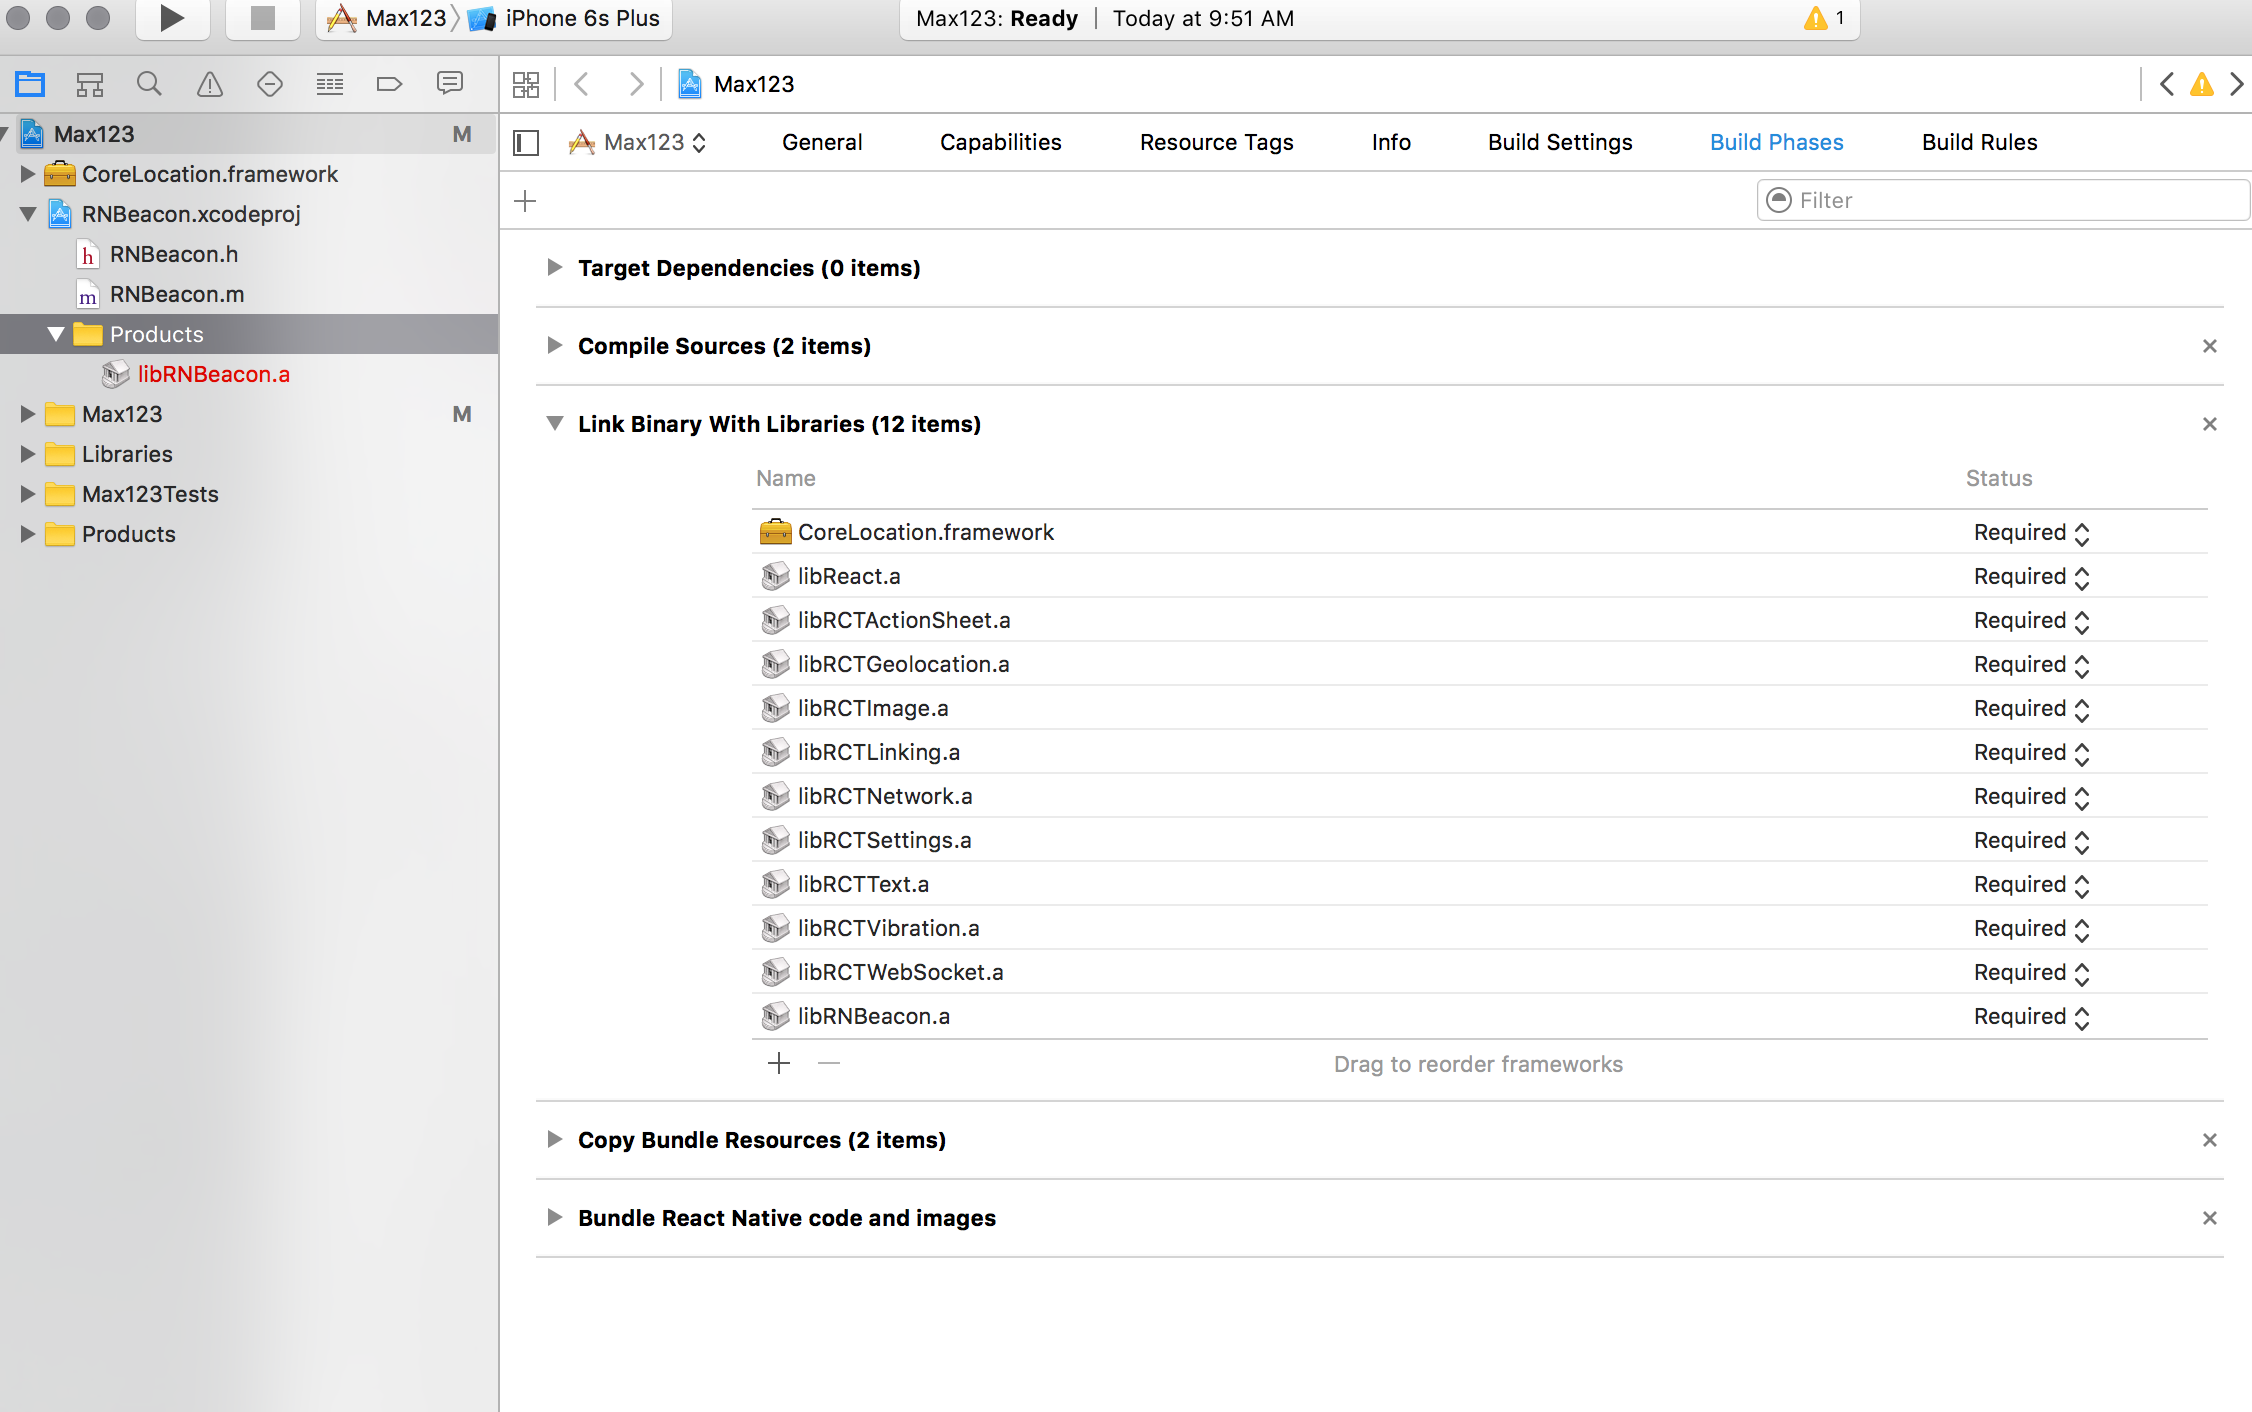 Max123 iPhone 6s Plus
Max123: Ready | Today at 9:51 AM
1
Max123
Max123 M
CoreLocation.framework
RNBeacon.xcodeproj
h RNBeacon.h
m RNBeacon.m
Products
libRNBeacon.a
Max123 M
Libraries
Max123Tests
Products
Max123 General Capabilities Resource Tags Info Build Settings Build Phases Build Rules
Filter
Target Dependencies (0 items)
Compile Sources (2 items)
Link Binary With Libraries (12 items)
Name Status
CoreLocation.framework Required
libReact.a Required
libRCTActionSheet.a Required
libRCTGeolocation.a Required
libRCTImage.a Required
libRCTLinking.a Required
libRCTNetwork.a Required
libRCTSettings.a Required
libRCTText.a Required
libRCTVibration.a Required
libRCTWebSocket.a Required
libRNBeacon.a Required
Drag to reorder frameworks
Copy Bundle Resources (2 items)
Bundle React Native code and images